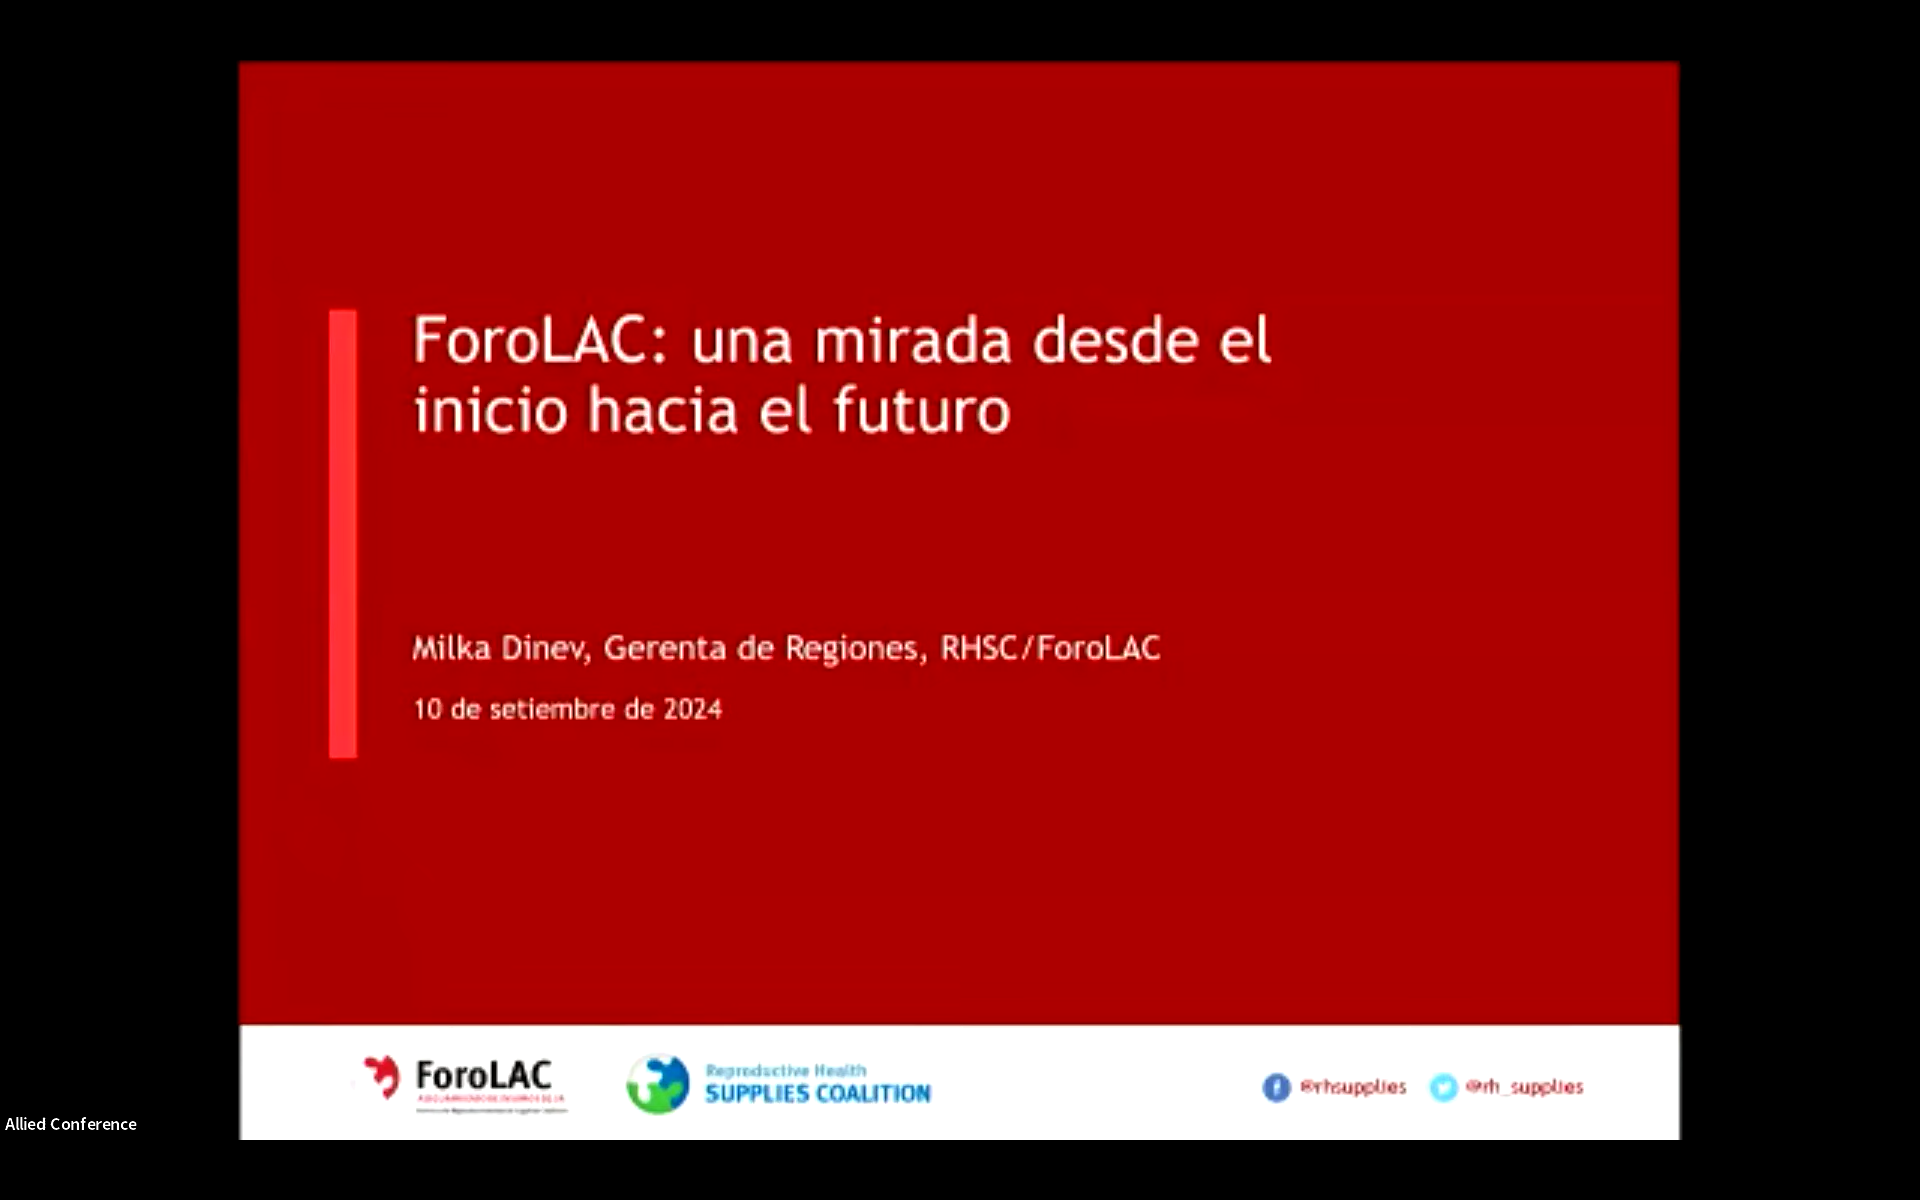 ForoLAC: una mirada desde el
inicio hacia el futuro
Milka Dinev, Gerenta de Regiones, RHSC/ForoLAC
10 de setiembre de 2024
ForoLAC
Reproductive Health
SUPPLIES COALITION
@rhsupplies
@rh_supplies
Allied Conference